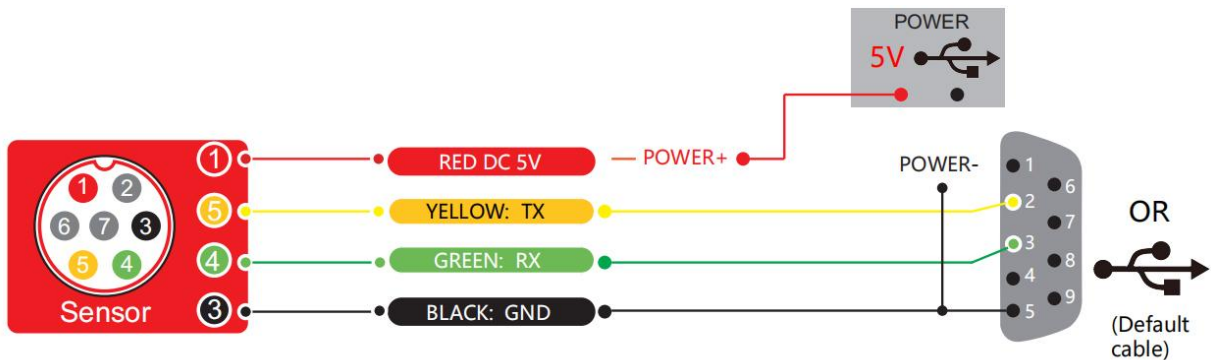 POWER
5V
1 RED DC 5V POWER+
POWER-
5 YELLOW: TX
4 GREEN: RX
3 BLACK: GND
1 2
6 7 3
5 4
Sensor
1
6
2
7
3
8
4
9
5
OR
(Default
cable)